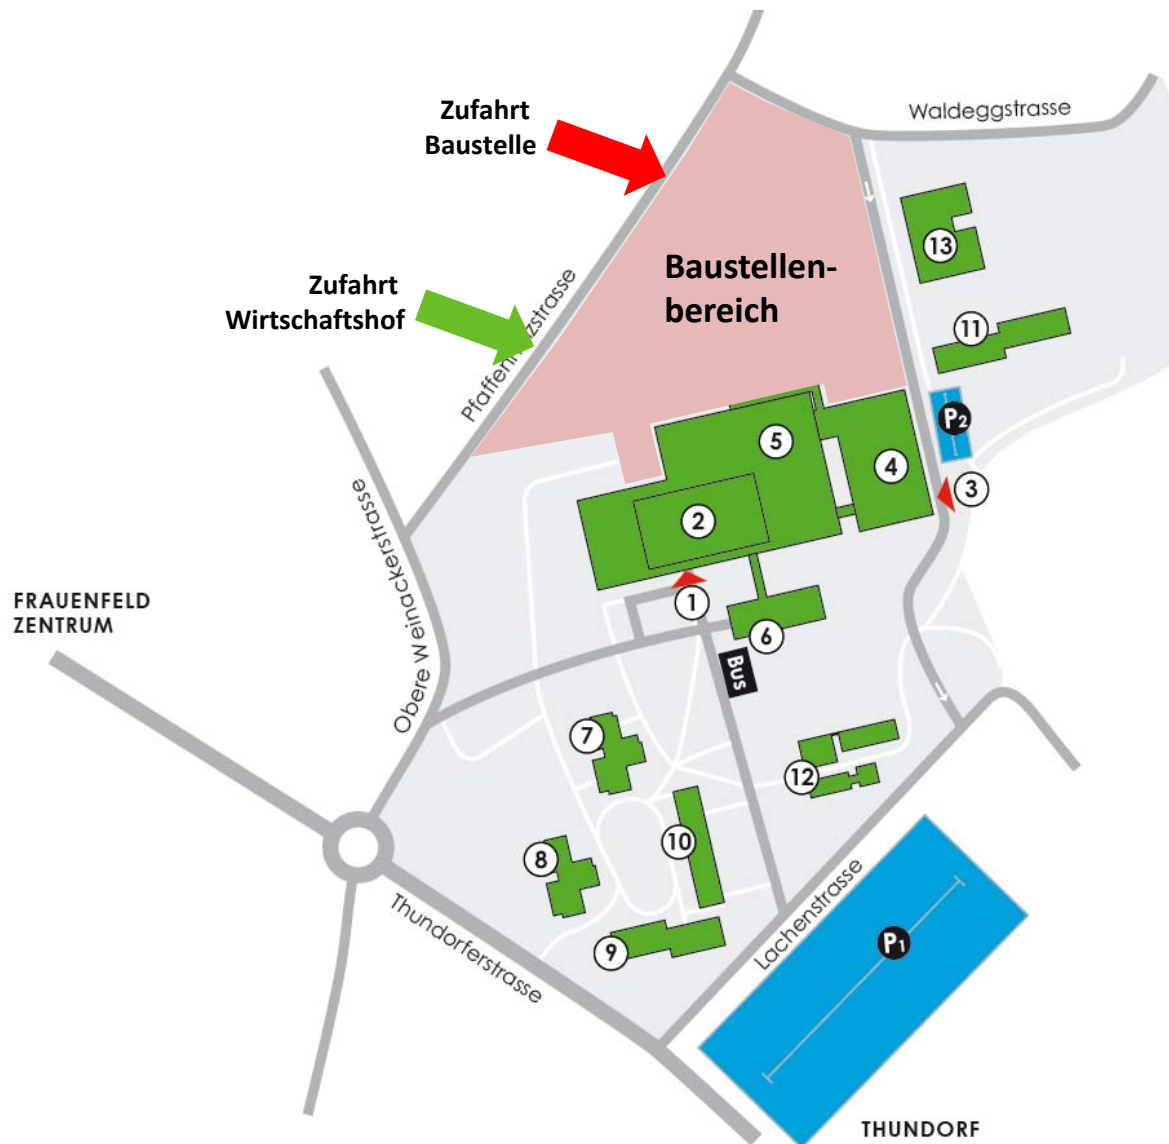 Zufahrt
Baustelle
Waldeggstrasse
13
Baustellen-
bereich
Zufahrt
Wirtschaftshof
11
P2
5
4
3
2
Obere Weinackerstrasse
1
6
Bus
FRAUENFELD
ZENTRUM
7
12
10
8
9
Thundorferstrasse
Lachenstrasse
P1
THUNDORF